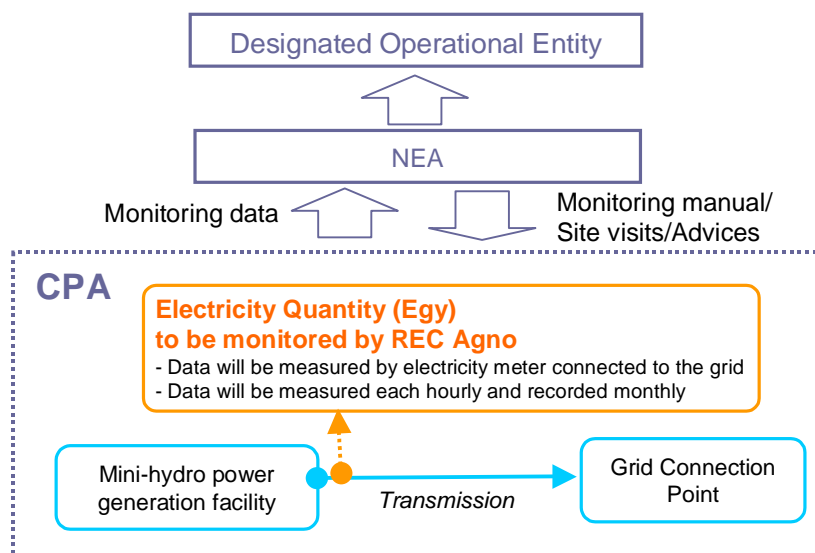 Designated Operational Entity
NEA
Monitoring data
Monitoring manual/
Site visits/Advices
CPA
Electricity Quantity (Egy)
to be monitored by REC Agno
- Data will be measured by electricity meter connected to the grid
- Data will be measured each hourly and recorded monthly
Mini-hydro power
generation facility
Transmission
Grid Connection
Point